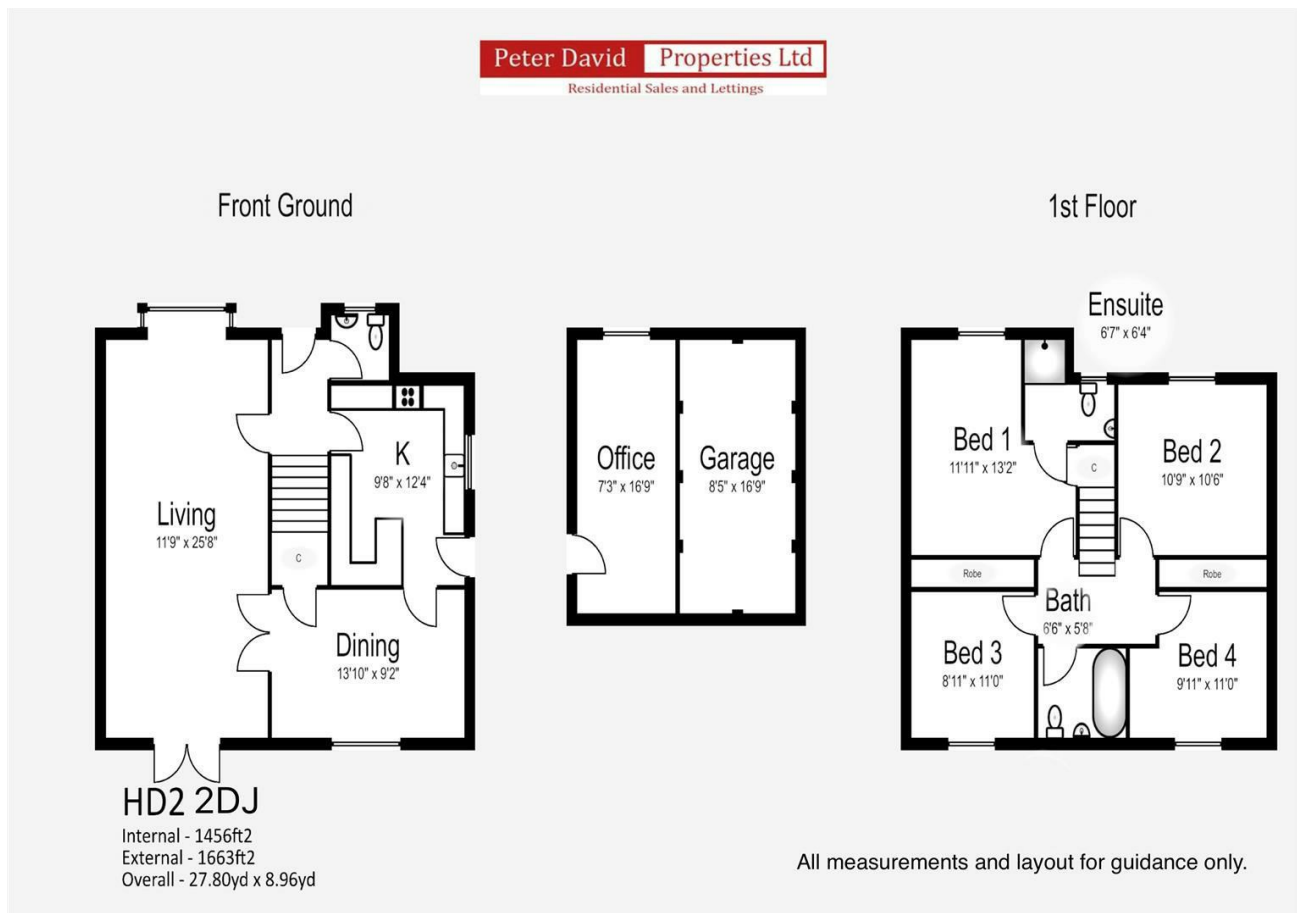 Peter David Properties Ltd
Residential Sales and Lettings
Front Ground
1st Floor
Ensuite
6'7" x 6'4"
K
9'8" x 12'4"
Living
11'9" x 25'8"
C
Dining
13'10" x 9'2"
Office
7'3" x 16'9"
Garage
8'5" x 16'9"
Bed 1
11'11" x 13'2"
C
Bed 2
10'9" x 10'6"
Robe
Robe
Bath
6'6" x 5'8"
Bed 3
8'11" x 11'0"
Bed 4
9'11" x 11'0"
HD2 2DJ
Internal - 1456ft2
External - 1663ft2
Overall - 27.80yd x 8.96yd
All measurements and layout for guidance only.